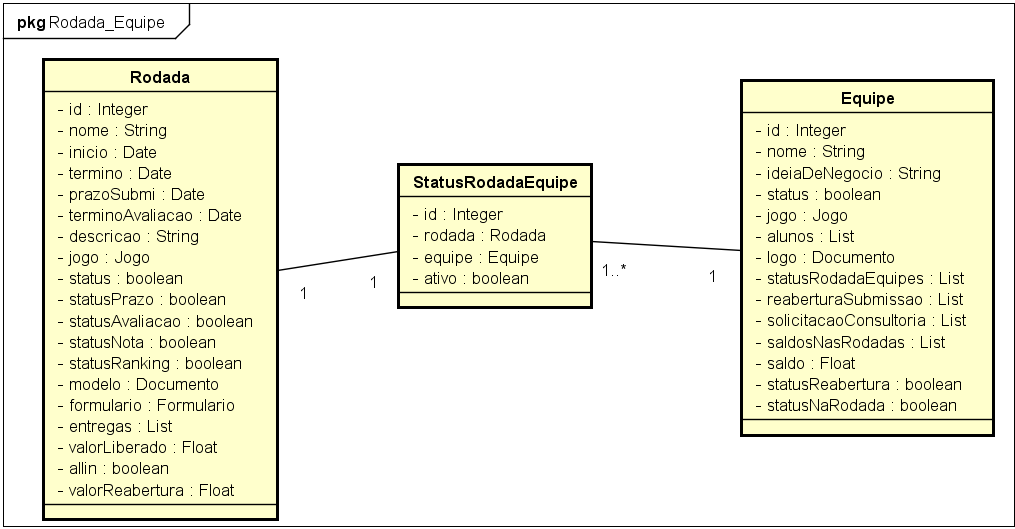 pkg Rodada_Equipe
Rodada
- id : Integer
- nome : String
- inicio : Date
- termino : Date
- prazoSubmi : Date
- terminoAvaliacao : Date
- descricao : String
- jogo : Jogo
- status : boolean
- statusPrazo : boolean
- statusAvaliacao : boolean
- statusNota : boolean
- statusRanking : boolean
- modelo : Documento
- formulario : Formulario
- entregas : List
- valorLiberado : Float
- allin : boolean
- valorReabertura : Float
1
1
StatusRodadaEquipe
- id : Integer
- rodada : Rodada
- equipe : Equipe
- ativo : boolean
1..*
1
Equipe
- id : Integer
- nome : String
- ideiaDeNegocio : String
- status : boolean
- jogo : Jogo
- alunos : List
- logo : Documento
- statusRodadaEquipes : List
- reaberturaSubmissao : List
- solicitacaoConsultoria : List
- saldosNasRodadas : List
- saldo : Float
- statusReabertura : boolean
- statusNaRodada : boolean